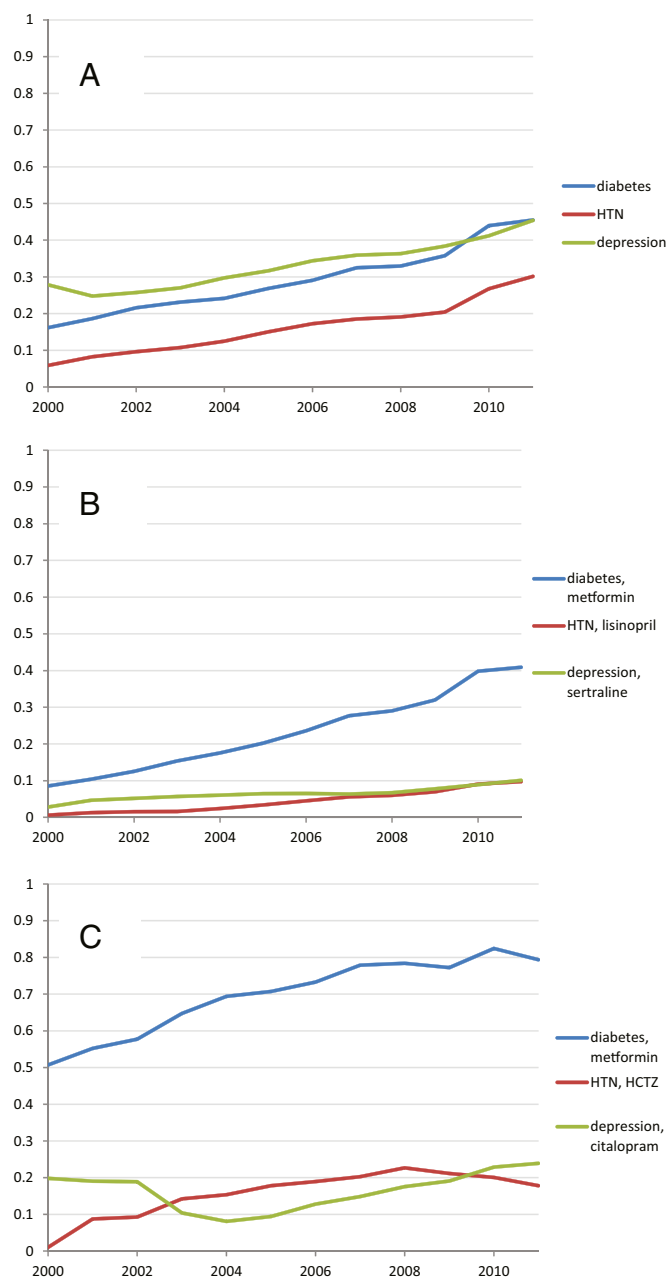 1
0.9
A
0.8
0.7
0.6
0.5
diabetes
HTN
0.4
depression
0.3
0.2
0.1
0
2000 2002 2004 2006 2008 2010
1
0.9
B
0.8
0.7
0.6
diabetes,
metformin
0.5
HTN, lisinopril
0.4
depression,
sertraline
0.3
0.2
0.1
0
2000 2002 2004 2006 2008 2010
1
0.9
C
0.8
0.7
0.6
diabetes,
metformin
0.5
HTN, HCTZ
0.4
depression,
citalopram
0.3
0.2
0.1
0
2000 2002 2004 2006 2008 2010